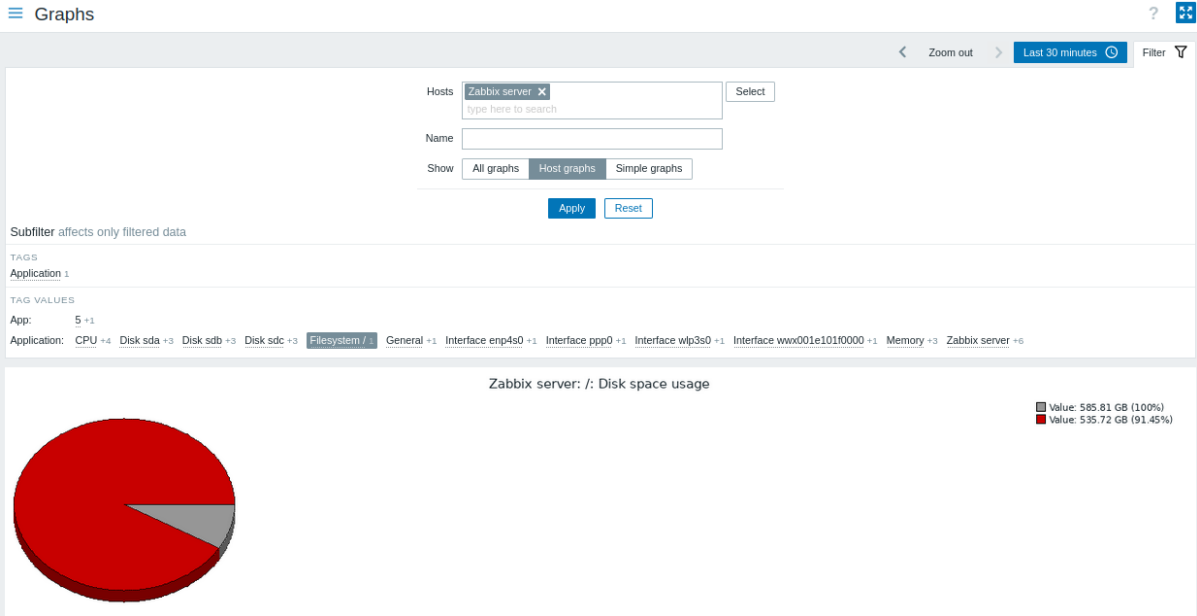 Graphs
?
Zoom out Last 30 minutes Filter
Hosts Zabbix server Select
type here to search
Name
Show All graphs Host graphs Simple graphs
Apply Reset
Subfilter affects only filtered data
TAGS
Application 1
TAG VALUES
App: 5 +1
Application: CPU +4 Disk sda +3 Disk sdb +3 Disk sdc +3 Filesystem / 1 General +1 Interface enp4s0 +1 Interface ppp0 +1 Interface wlp3s0 +1 Interface wwx001e101f0000 +1 Memory +3 Zabbix server +6
Zabbix server: /: Disk space usage
Value: 585.81 GB (100%)
Value: 535.72 GB (91.45%)